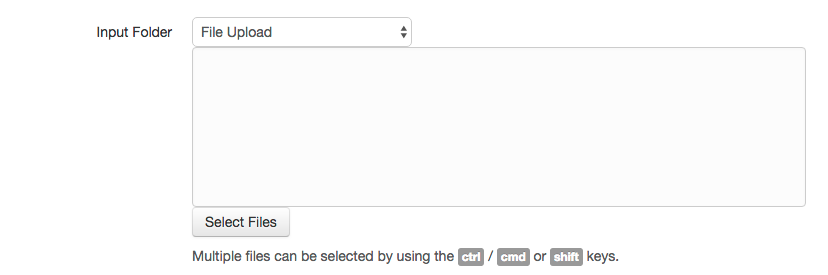 Input Folder File Upload
Select Files
Multiple files can be selected by using the ctrl / cmd or shift keys.